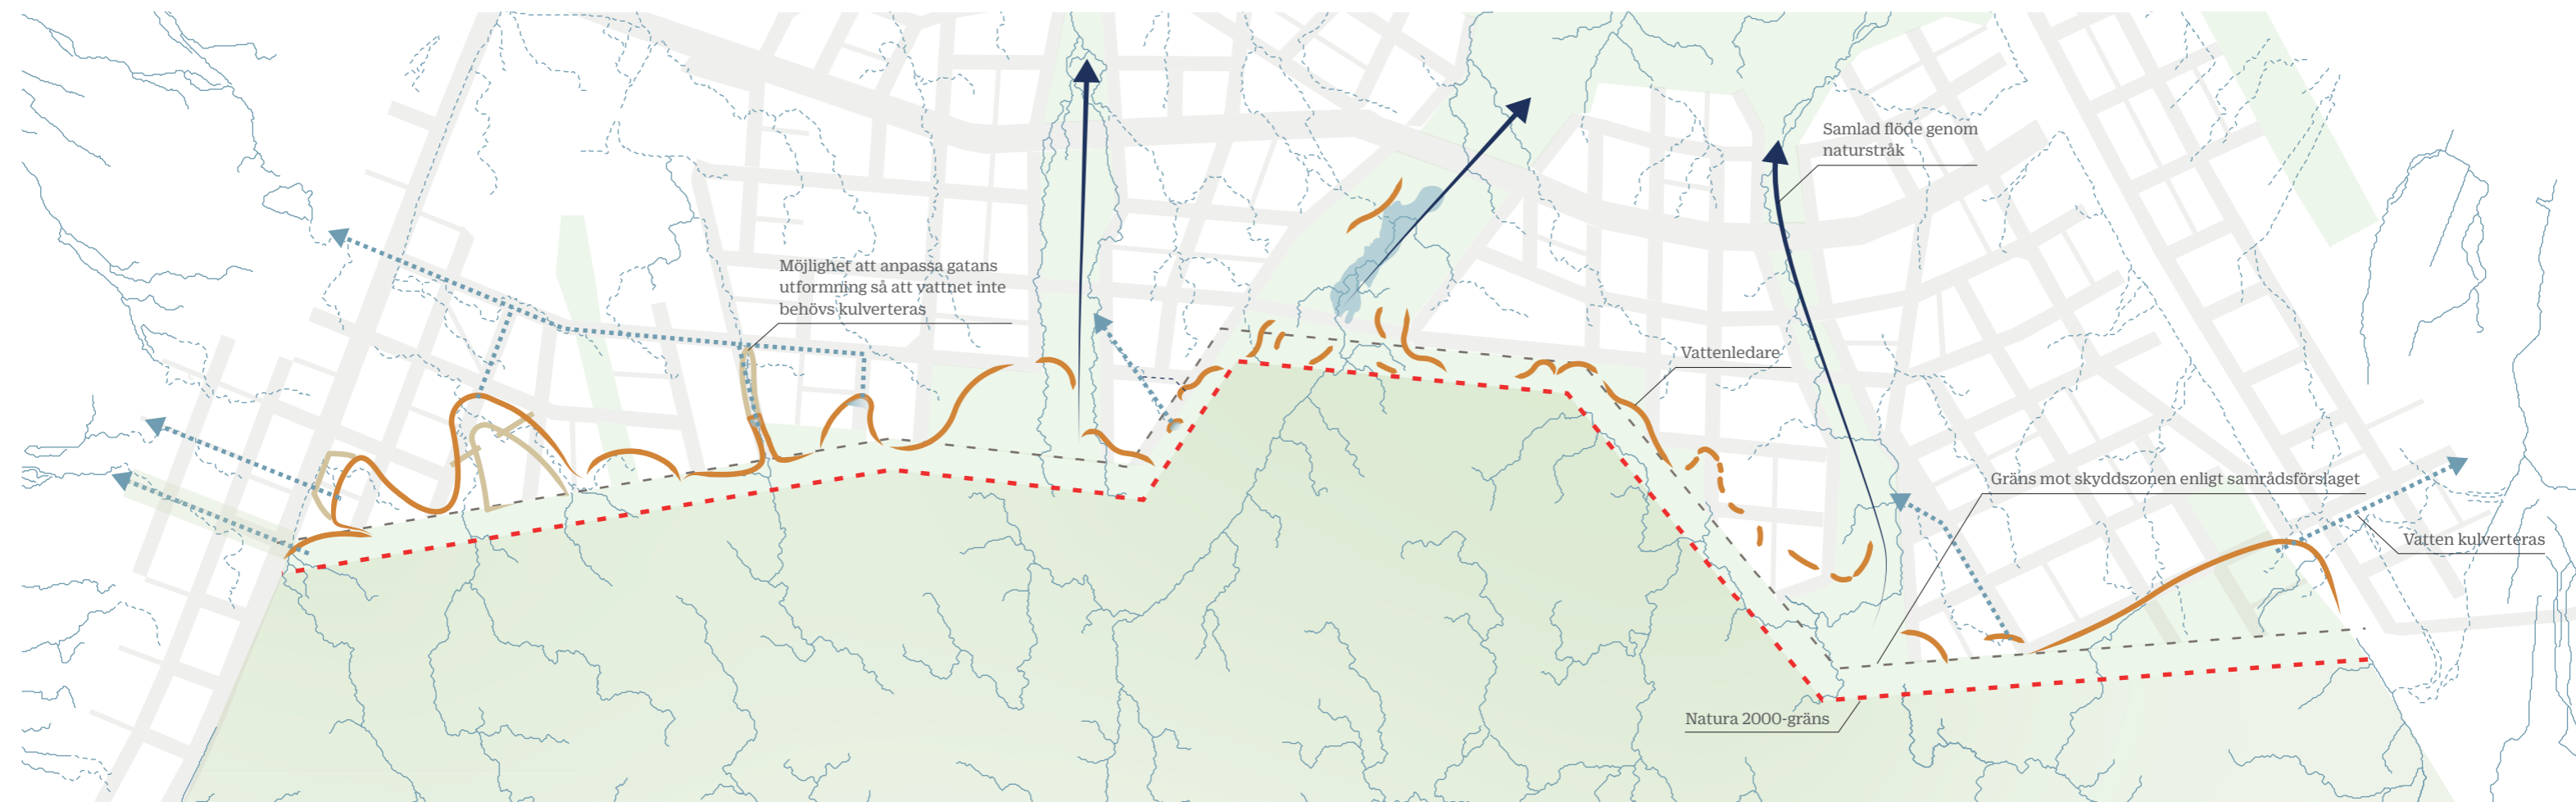 Samlad flöde genom
naturstråk
Möjlighet att anpassa gatans
utformning så att vattnet inte
behövs kulverteras
Vattenledare
Gräns mot skyddszonen enligt samrådsförslaget
Vatten kulverteras
Natura 2000-gräns